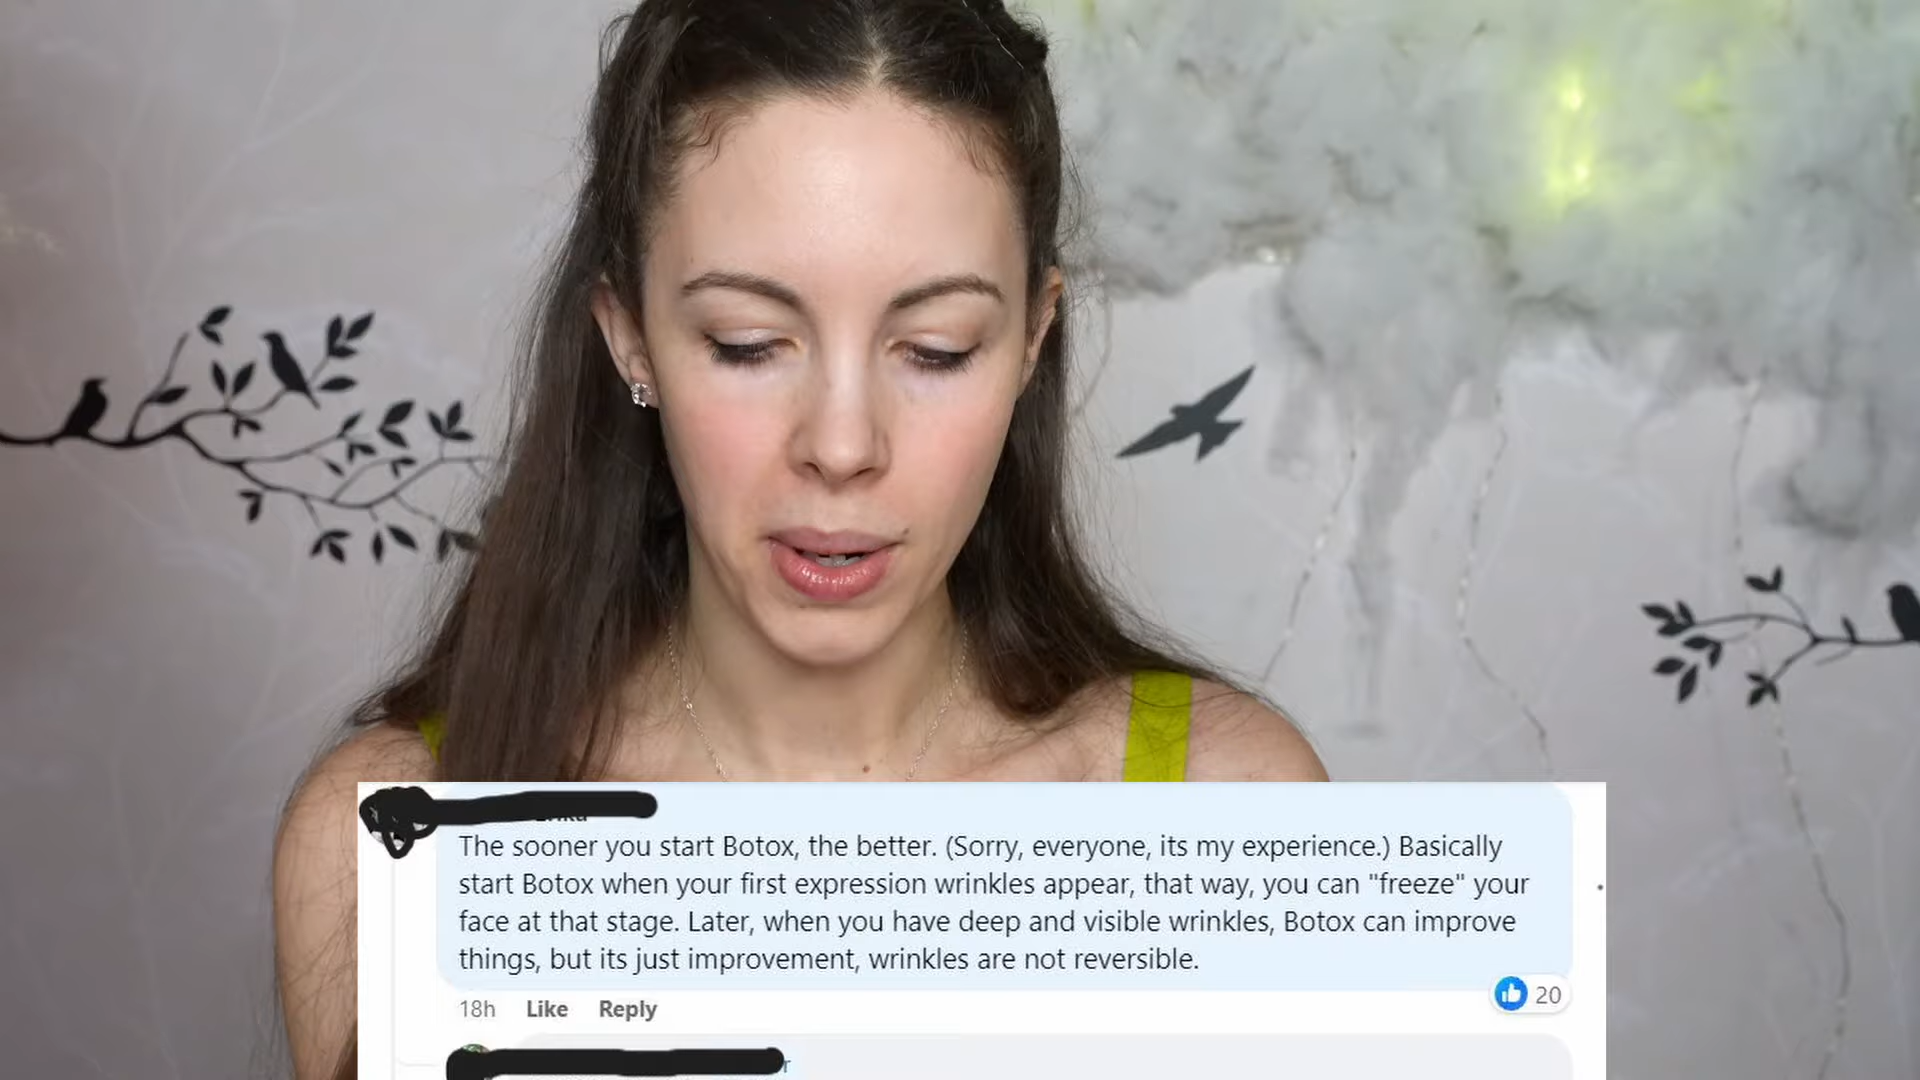 The sooner you start Botox, the better. (Sorry, everyone, its my experience.) Basically
start Botox when your first expression wrinkles appear, that way, you can "freeze" your
face at that stage. Later, when you have deep and visible wrinkles, Botox can improve
things, but its just improvement, wrinkles are not reversible.
20
18h Like Reply